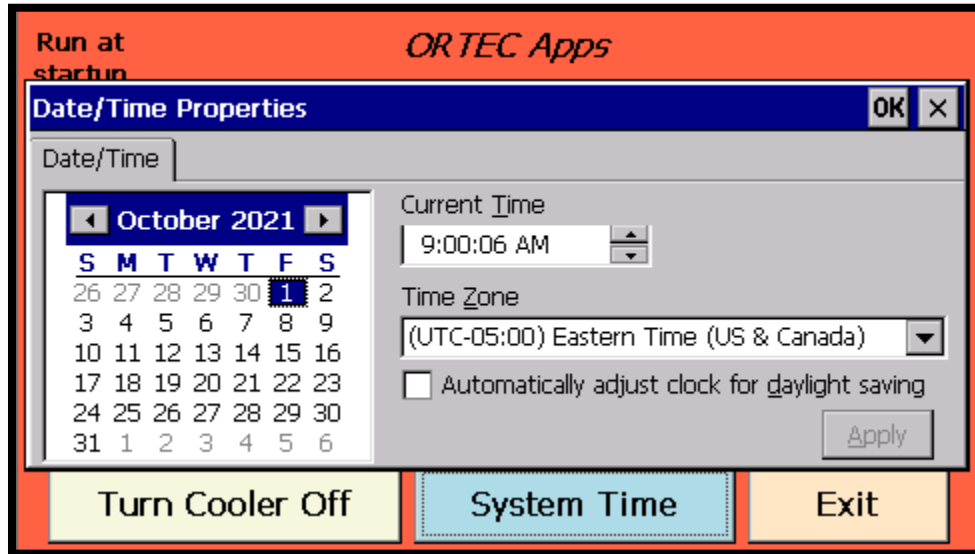 Run at
startup
ORTEC Apps
Date/Time Properties
OK
Date/Time
October 2021
S M T W T F S
26 27 28 29 30 1 2
3 4 5 6 7 8 9
10 11 12 13 14 15 16
17 18 19 20 21 22 23
24 25 26 27 28 29 30
31 1 2 3 4 5 6
Current Time
9:00:06 AM
Time Zone
(UTC-05:00) Eastern Time (US & Canada)
Automatically adjust clock for daylight saving
Apply
Turn Cooler Off
System Time
Exit